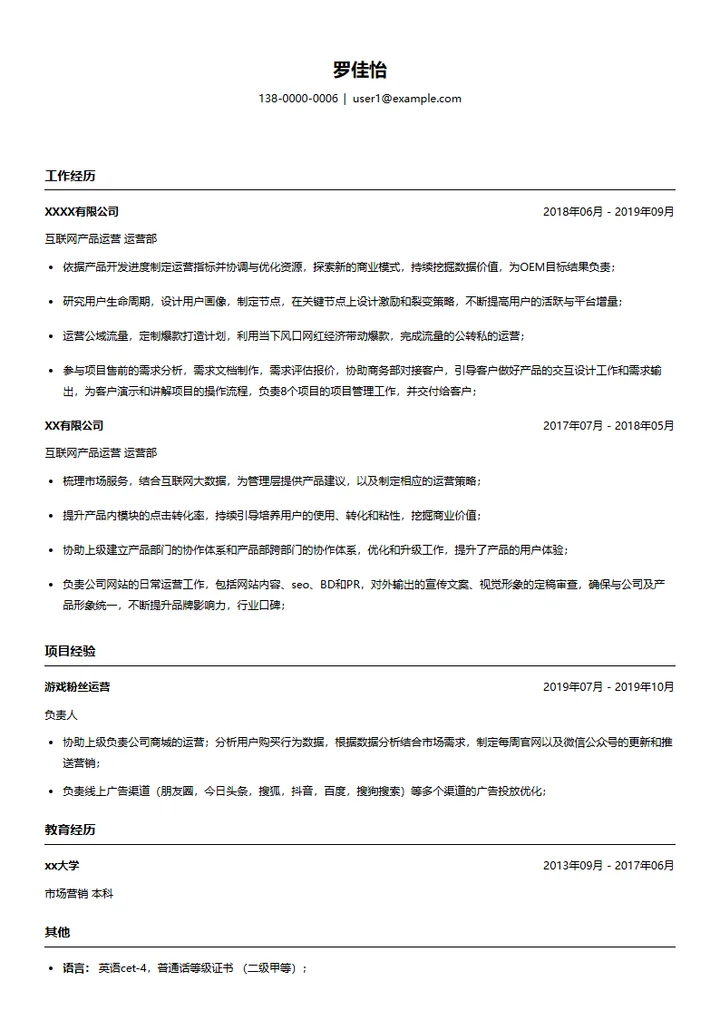 罗佳怡
138-0000-0006 | user1@example.com
工作经历
XXXX有限公司 2018年06月 - 2019年09月
互联网产品运营 运营部
• 依据产品开发进度制定运营指标并协调与优化资源，探索新的商业模式，持续挖掘数据价值，为OEM目标结果负责；
• 研究用户生命周期，设计用户画像，制定节点，在关键节点上设计激励和裂变策略，不断提高用户的活跃与平台增量；
• 运营公域流量，定制爆款打造计划，利用当下风口网红经济带动爆款，完成流量的公转私的运营；
• 参与项目售前的需求分析，需求文档制作，需求评估报价，协助商务部对接客户，引导客户做好产品的交互设计工作和需求输
出，为客户演示和讲解项目的操作流程，负责8个项目的项目管理工作，并交付给客户；
XX有限公司 2017年07月 - 2018年05月
互联网产品运营 运营部
• 梳理市场服务，结合互联网大数据，为管理层提供产品建议，以及制定相应的运营策略；
• 提升产品内模块的点击转化率，持续引导培养用户的使用、转化和粘性，挖掘商业价值；
• 协助上级建立产品部门的协作体系和产品部跨部门的协作体系，优化和升级工作，提升了产品的用户体验；
• 负责公司网站的日常运营工作，包括网站内容、seo、BD和PR，对外输出的宣传文案、视觉形象的定稿审查，确保与公司及产
品形象统一，不断提升品牌影响力，行业口碑；
项目经验
游戏粉丝运营 2019年07月 - 2019年10月
负责人
• 协助上级负责公司商城的运营；分析用户购买行为数据，根据数据分析结合市场需求，制定每周官网以及微信公众号的更新和推
送营销；
• 负责线上广告渠道（朋友圈，今日头条，搜狐，抖音，百度，搜狗搜索）等多个渠道的广告投放优化；
教育经历
xx大学 2013年09月 - 2017年06月
市场营销 本科
其他
• 语言： 英语cet-4，普通话等级证书 （二级甲等）；